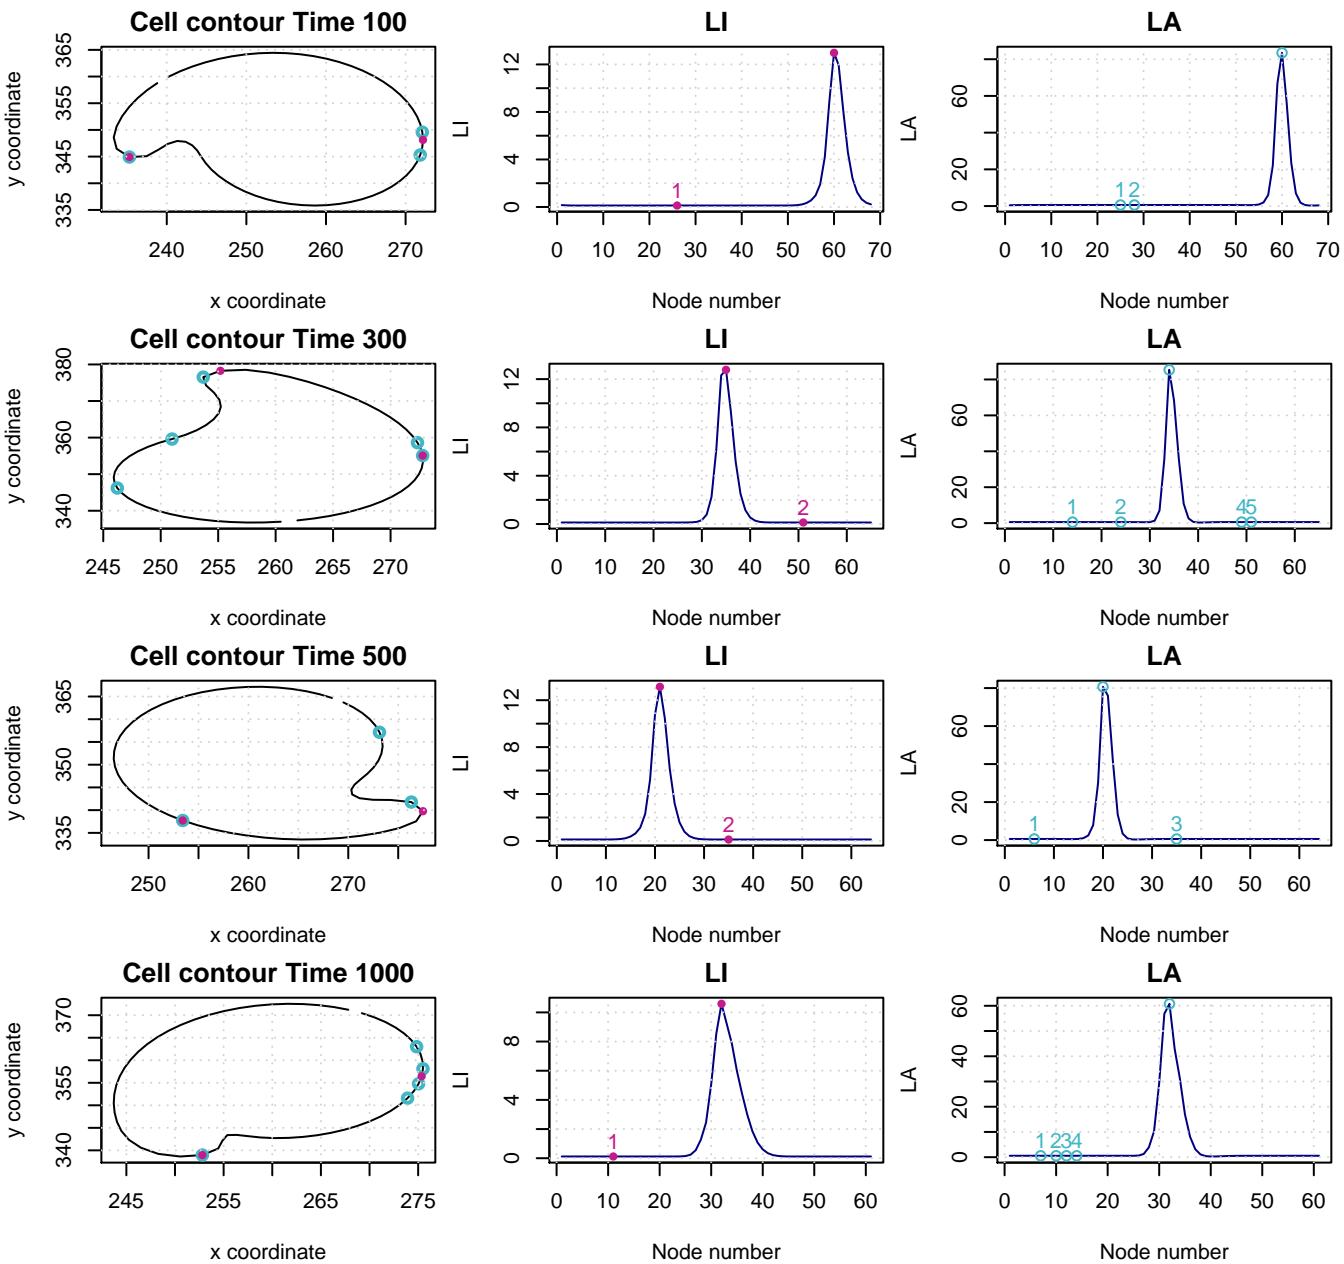 Cell contour Time 100
LI
LA
y coordinate
335 345 355 365
240 250 260 270
x coordinate
LI
0 4 8 12
1
0 10 20 30 40 50 60 70
Node number
LA
0 20 60
1 2
0 10 20 30 40 50 60 70
Node number
Cell contour Time 300
LI
LA
y coordinate
340 360 380
245 250 255 260 265 270
x coordinate
LI
0 4 8 12
2
0 10 20 30 40 50 60
Node number
LA
0 20 60
1 2 4 5
0 10 20 30 40 50 60
Node number
Cell contour Time 500
LI
LA
y coordinate
335 350 365
250 260 270
x coordinate
LI
0 4 8 12
2
0 10 20 30 40 50 60
Node number
LA
0 20 60
1 3
0 10 20 30 40 50 60
Node number
Cell contour Time 1000
LI
LA
y coordinate
340 355 370
245 255 265 275
x coordinate
LI
0 4 8
1
0 10 20 30 40 50 60
Node number
LA
0 20 40 60
1 2 3 4
0 10 20 30 40 50 60
Node number